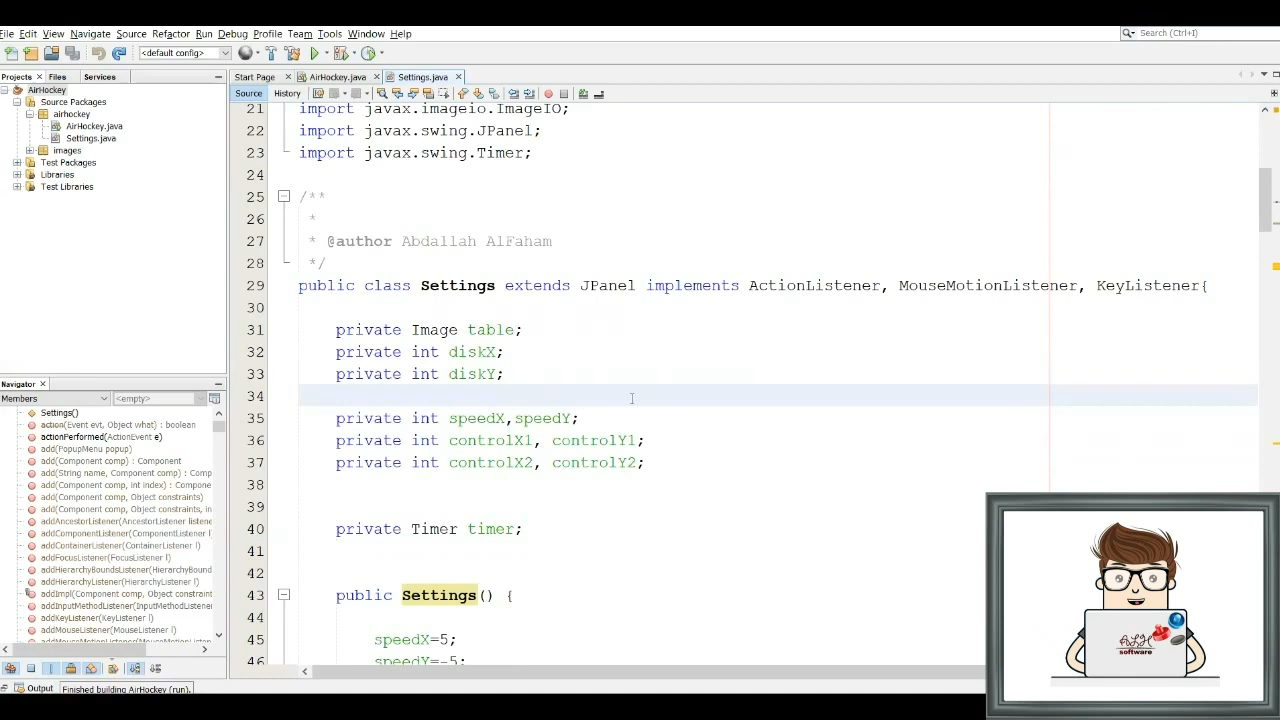 File Edit View Navigate Source Refactor Run Debug Profile Team Tools Window Help
Search (Ctrl+I)
<default config>
Projects Files Services
Start Page AirHockey.java Settings.java
Source History
AirHockey
Source Packages
airhockey
AirHockey.java
Settings.java
images
Test Packages
Libraries
Test Libraries
21 import javax.imageio.ImageIO;
22 import javax.swing.JPanel;
23 import javax.swing.Timer;
24
25 /**
26 *
27 * @author Abdallah AlFaham
28 */
29 public class Settings extends JPanel implements ActionListener, MouseMotionListener, KeyListener{
30
31 private Image table;
32 private int diskX;
33 private int diskY;
34
35 private int speedX,speedY;
36 private int controlX1, controlY1;
37 private int controlX2, controlY2;
38
39
40 private Timer timer;
41
42
43 public Settings() {
44
45 speedX=5;
46 speedY=-5;
Navigator
Members <empty>
Settings()
action(Event evt, Object what) : boolean
actionPerformed(ActionEvent e)
add(PopupMenu popup)
add(Component comp) : Component
add(String name, Component comp) : Comp
add(Component comp, int index) : Compone
add(Component comp, Object constraints)
add(Component comp, Object constraints, in
addAncestorListener(AncestorListener listene
addComponentListener(ComponentListener l)
addContainerListener(ContainerListener l)
addFocusListener(FocusListener l)
addHierarchyBoundsListener(HierarchyBound
addHierarchyListener(HierarchyListener l)
addImpl(Component comp, Object constraint
addInputMethodListener(InputMethodListene
addKeyListener(KeyListener l)
addMouseListener(MouseListener l)
addMouseMotionListener(MouseMotionListen
Output
Finished building AirHockey (run).
software